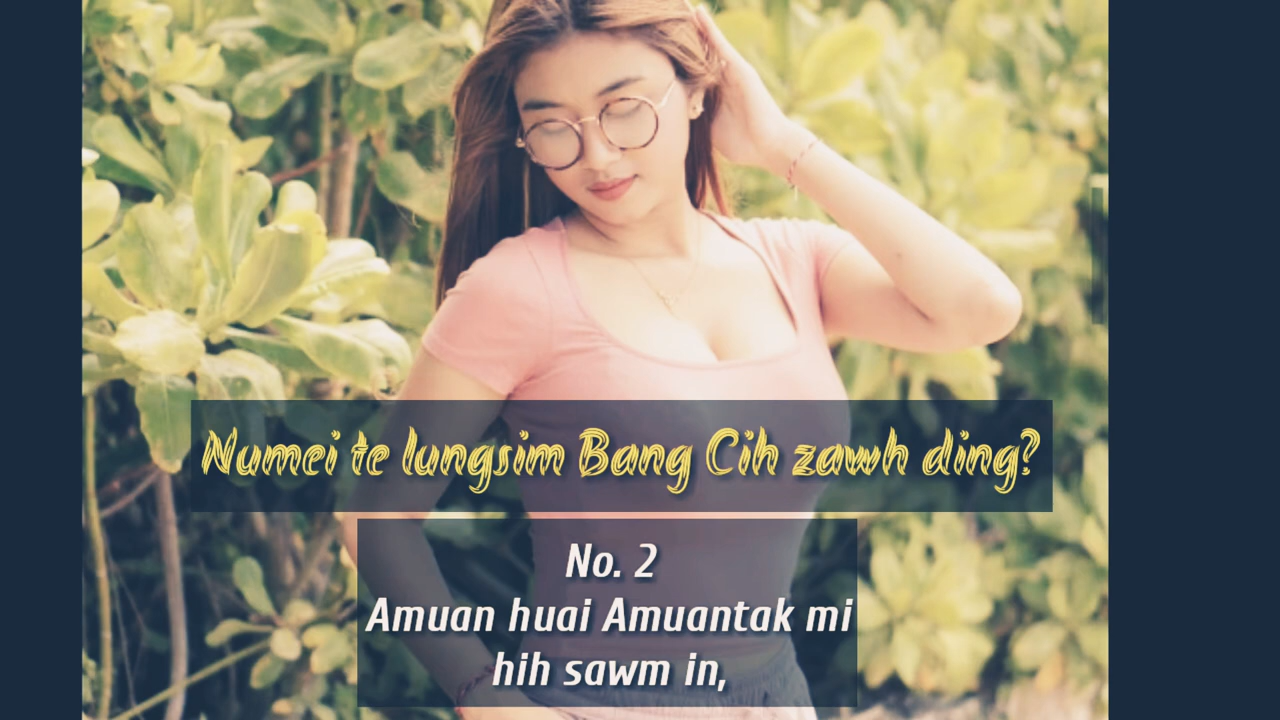 Numei te lungsim Bang Cih zawh ding?
No. 2
Amuan huai Amuantak mi
hih sawm in,